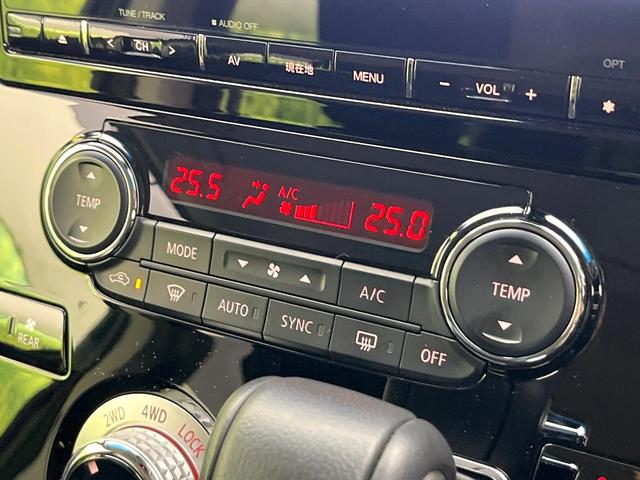 TUNE / TRACK
AUDIO OFF
OPT
< CH >
AV
現在地
MENU
− VOL +
25.5
A/C
25.0
TEMP
TEMP
MODE
A/C
AUTO
SYNC
OFF
REAR
2WD 4WD LOCK